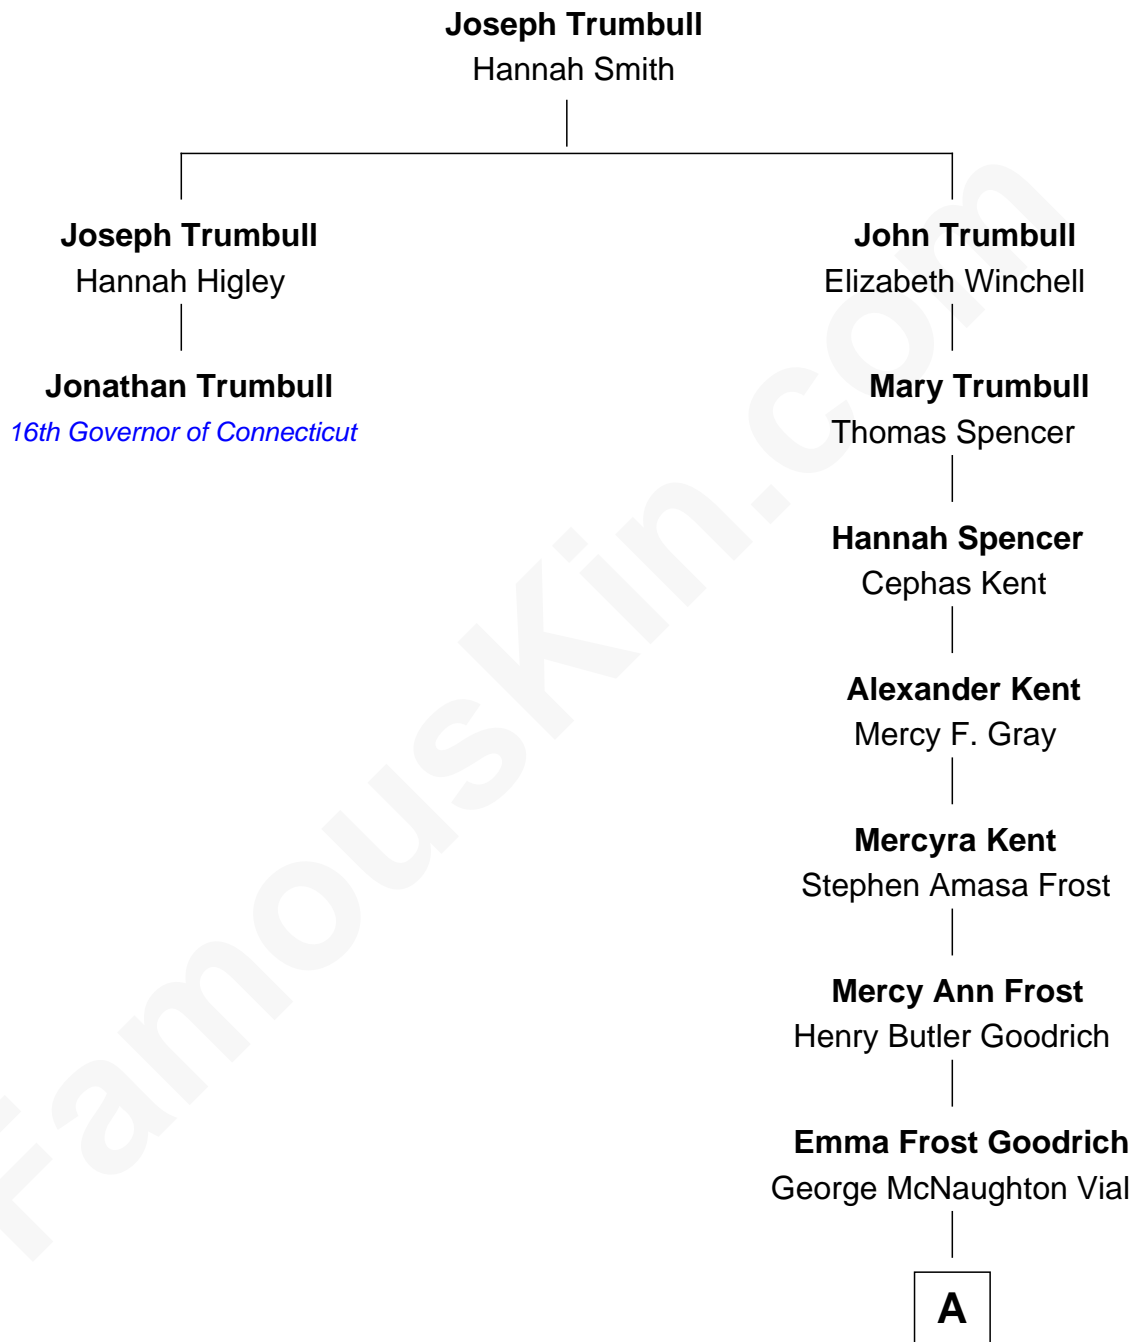 Joseph Trumbull
Hannah Smith
Joseph Trumbull
Hannah Higley
Jonathan Trumbull
16th Governor of Connecticut
John Trumbull
Elizabeth Winchell
Mary Trumbull
Thomas Spencer
Hannah Spencer
Cephas Kent
Alexander Kent
Mercy F. Gray
Mercyra Kent
Stephen Amasa Frost
Mercy Ann Frost
Henry Butler Goodrich
Emma Frost Goodrich
George McNaughton Vial
A
FamousKin.com